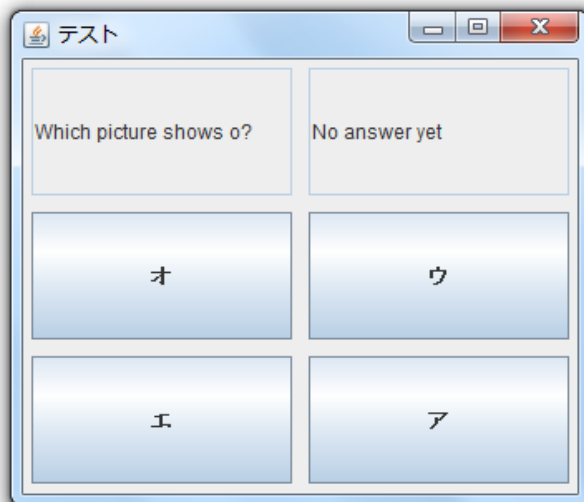 テスト
Which picture shows o?
No answer yet
オ
ウ
エ
ア